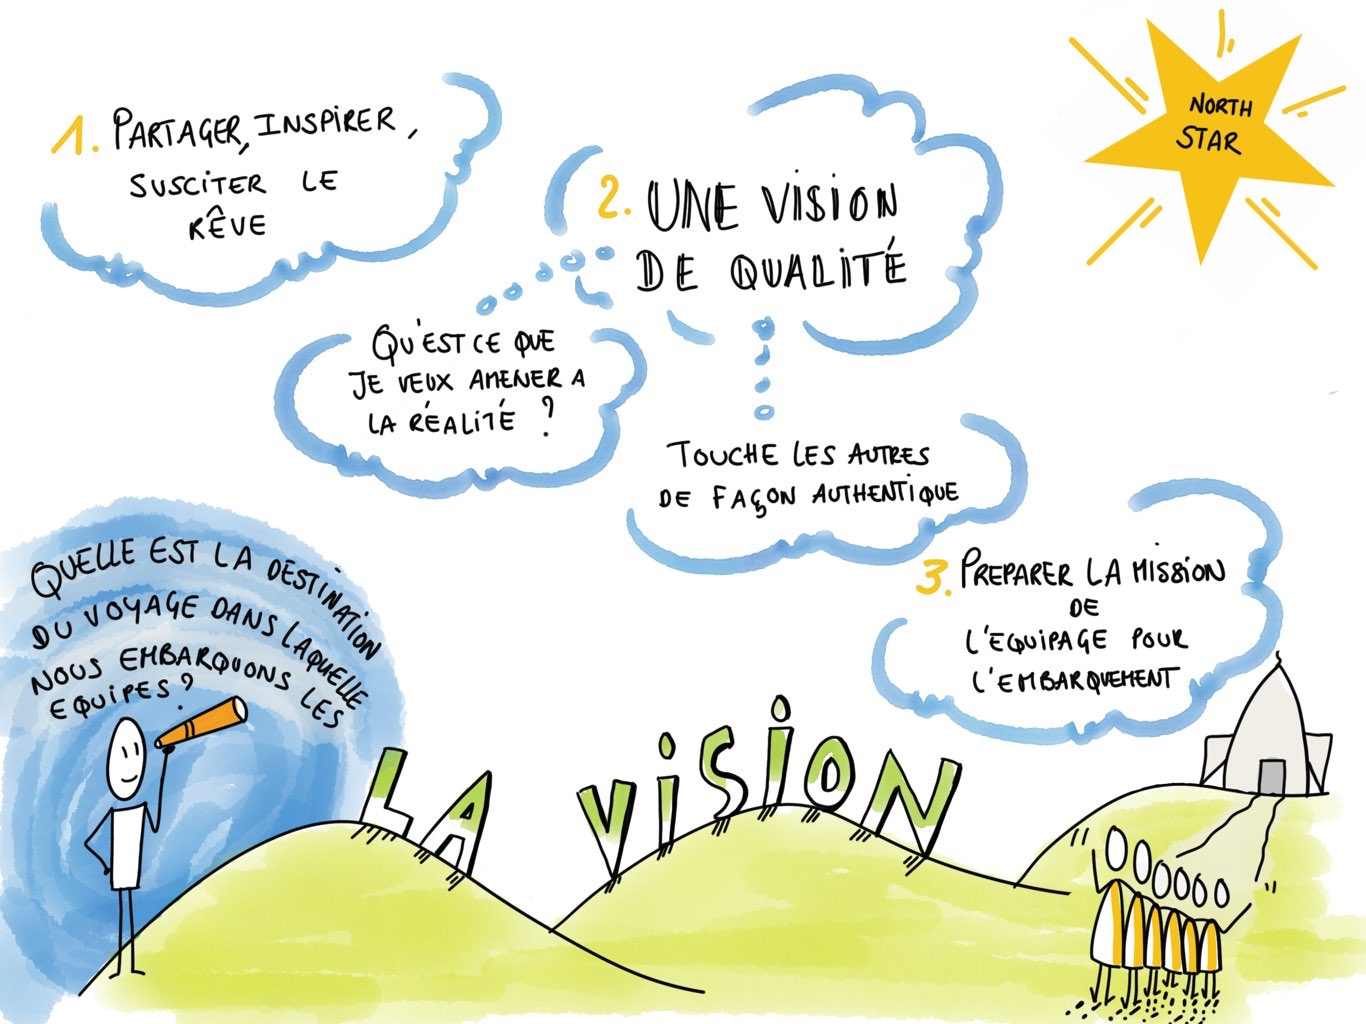 1. PARTAGER, INSPIRER,
SUSCITER LE
RÊVE
NORTH
STAR
2. UNE VISION
DE QUALITÉ
QU'EST CE QUE
JE VEUX AMENER A
LA RÉALITÉ ?
TOUCHE LES AUTRES
DE FAÇON AUTHENTIQUE
3. PREPARER LA MISSION
DE
L'EQUIPAGE POUR
L'EMBARQUEMENT
QUELLE EST LA DESTINATION
DU VOYAGE DANS LAQUELLE
NOUS EMBARQUONS LES
EQUIPES ?
LA VISION